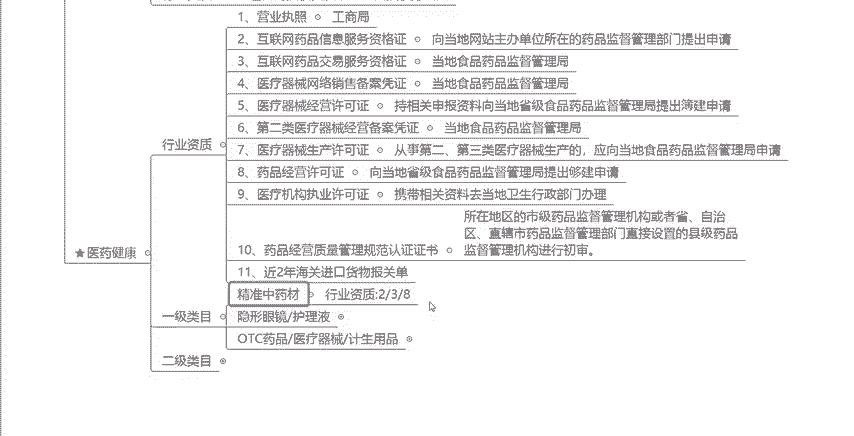 1、营业执照 工商局
2、互联网药品信息服务资格证 向当地网站主办单位所在的药品监督管理部门提出申请
3、互联网药品交易服务资格证 当地食品药品监督管理局
4、医疗器械网络销售备案凭证 当地食品药品监督管理局
5、医疗器械经营许可证 持相关申报资料向当地省级食品药品监督管理局提出簿建申请
6、第二类医疗器械经营备案凭证 当地食品药品监督管理局
行业资质
7、医疗器械生产许可证 从事第二、第三类医疗器械生产的，应向当地食品药品监督管理局申请
8、药品经营许可证 向当地省级食品药品监督管理局提出够建申请
9、医疗机构执业许可证 携带相关资料去当地卫生行政部门办理
所在地区的市级药品监督管理机构或者省、自治
区、直辖市药品监督管理部门直接设置的县级药品
监督管理机构进行初审。
10、药品经营质量管理规范认证证书
★医药健康
11、近2年海关进口货物报关单
精准中药材 行业资质:2/3/8
一级类目 隐形眼镜/护理液
OTC药品/医疗器械/计生用品
二级类目